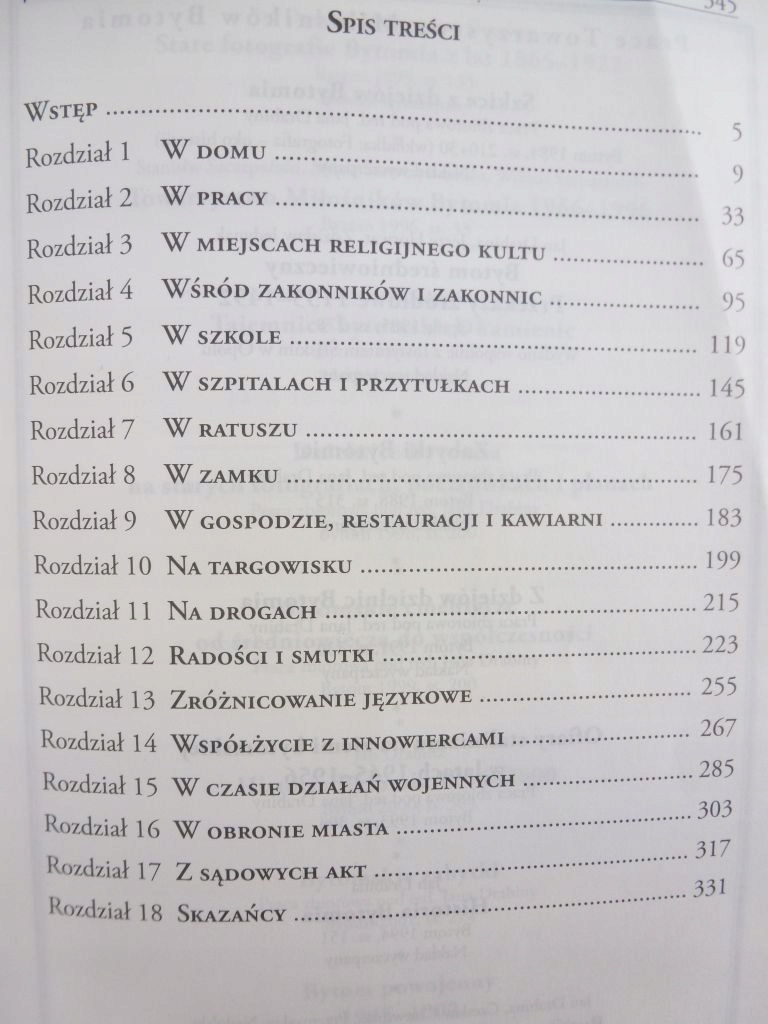 345
SPIS TREŚCI
WSTĘP ........ 5
Rozdział 1 W DOMU ........ 9
Rozdział 2 W PRACY ........ 33
Rozdział 3 W MIEJSCACH RELIGIJNEGO KULTU ........ 65
Rozdział 4 WŚRÓD ZAKONNIKÓW I ZAKONNIC ........ 95
Rozdział 5 W SZKOLE ........ 119
Rozdział 6 W SZPITALACH I PRZYTUŁKACH ........ 145
Rozdział 7 W RATUSZU ........ 161
Rozdział 8 W ZAMKU ........ 175
Rozdział 9 W GOSPODZIE, RESTAURACJI I KAWIARNI ........ 183
Rozdział 10 NA TARGOWISKU ........ 199
Rozdział 11 NA DROGACH ........ 215
Rozdział 12 RADOŚCI I SMUTKI ........ 223
Rozdział 13 ZRÓŻNICOWANIE JĘZYKOWE ........ 255
Rozdział 14 WSPÓŁŻYCIE Z INNOWIERCAMI ........ 267
Rozdział 15 W CZASIE DZIAŁAŃ WOJENNYCH ........ 285
Rozdział 16 W OBRONIE MIASTA ........ 303
Rozdział 17 Z SĄDOWYCH AKT ........ 317
Rozdział 18 SKAZAŃCY ........ 331